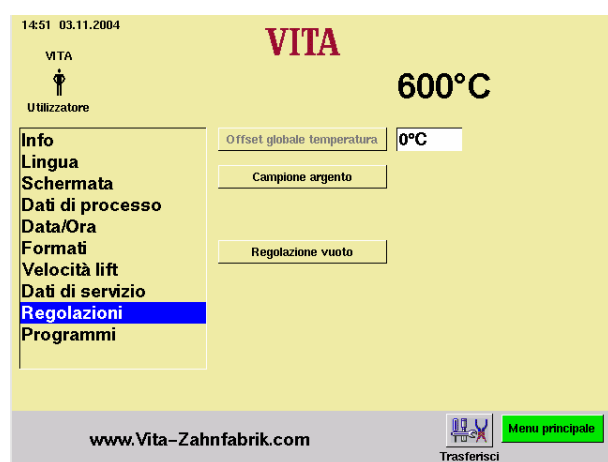 14:51 03.11.2004
VITA
VITA
600°C
Utilizzatore
Info
Lingua
Schermata
Dati di processo
Data/Ora
Formati
Velocità lift
Dati di servizio
Regolazioni
Programmi
Offset globale temperatura 0°C
Campione argento
Regolazione vuoto
www.Vita-Zahnfabrik.com
Trasferisci
Menu principale